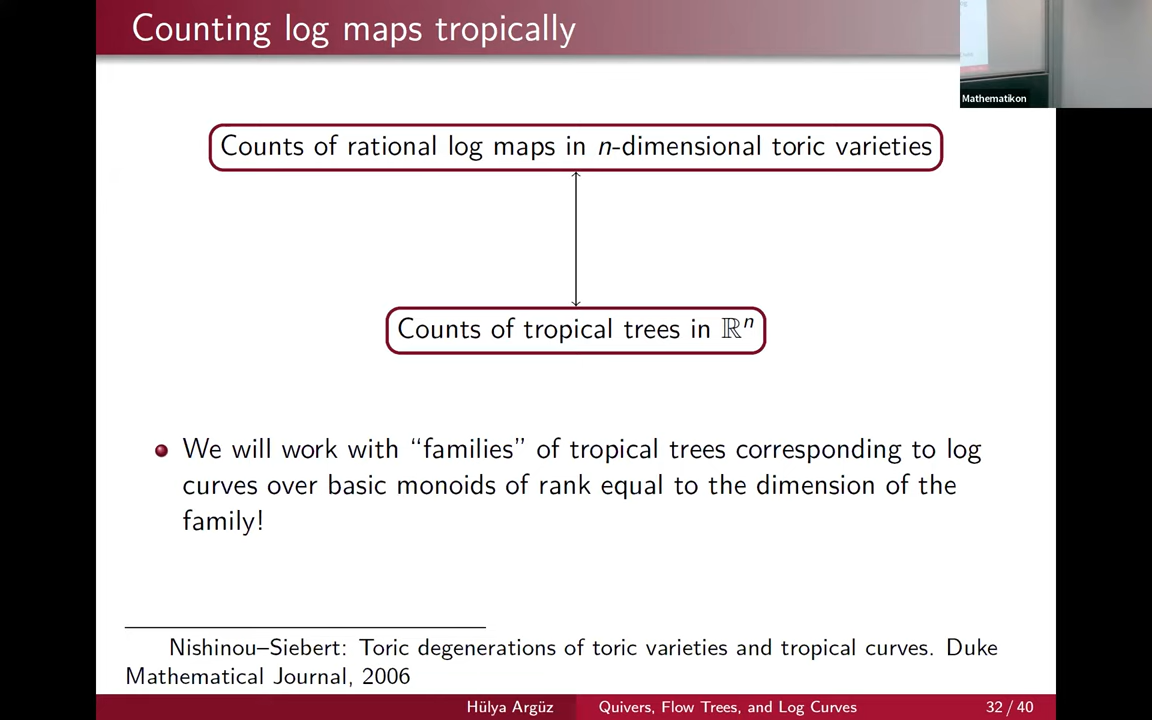 Counting log maps tropically
Mathematikon
Counts of rational log maps in n-dimensional toric varieties
Counts of tropical trees in ℝⁿ
We will work with “families” of tropical trees corresponding to log
curves over basic monoids of rank equal to the dimension of the
family!
Nishinou–Siebert: Toric degenerations of toric varieties and tropical curves. Duke
Mathematical Journal, 2006
Hülya Argüz Quivers, Flow Trees, and Log Curves 32 / 40